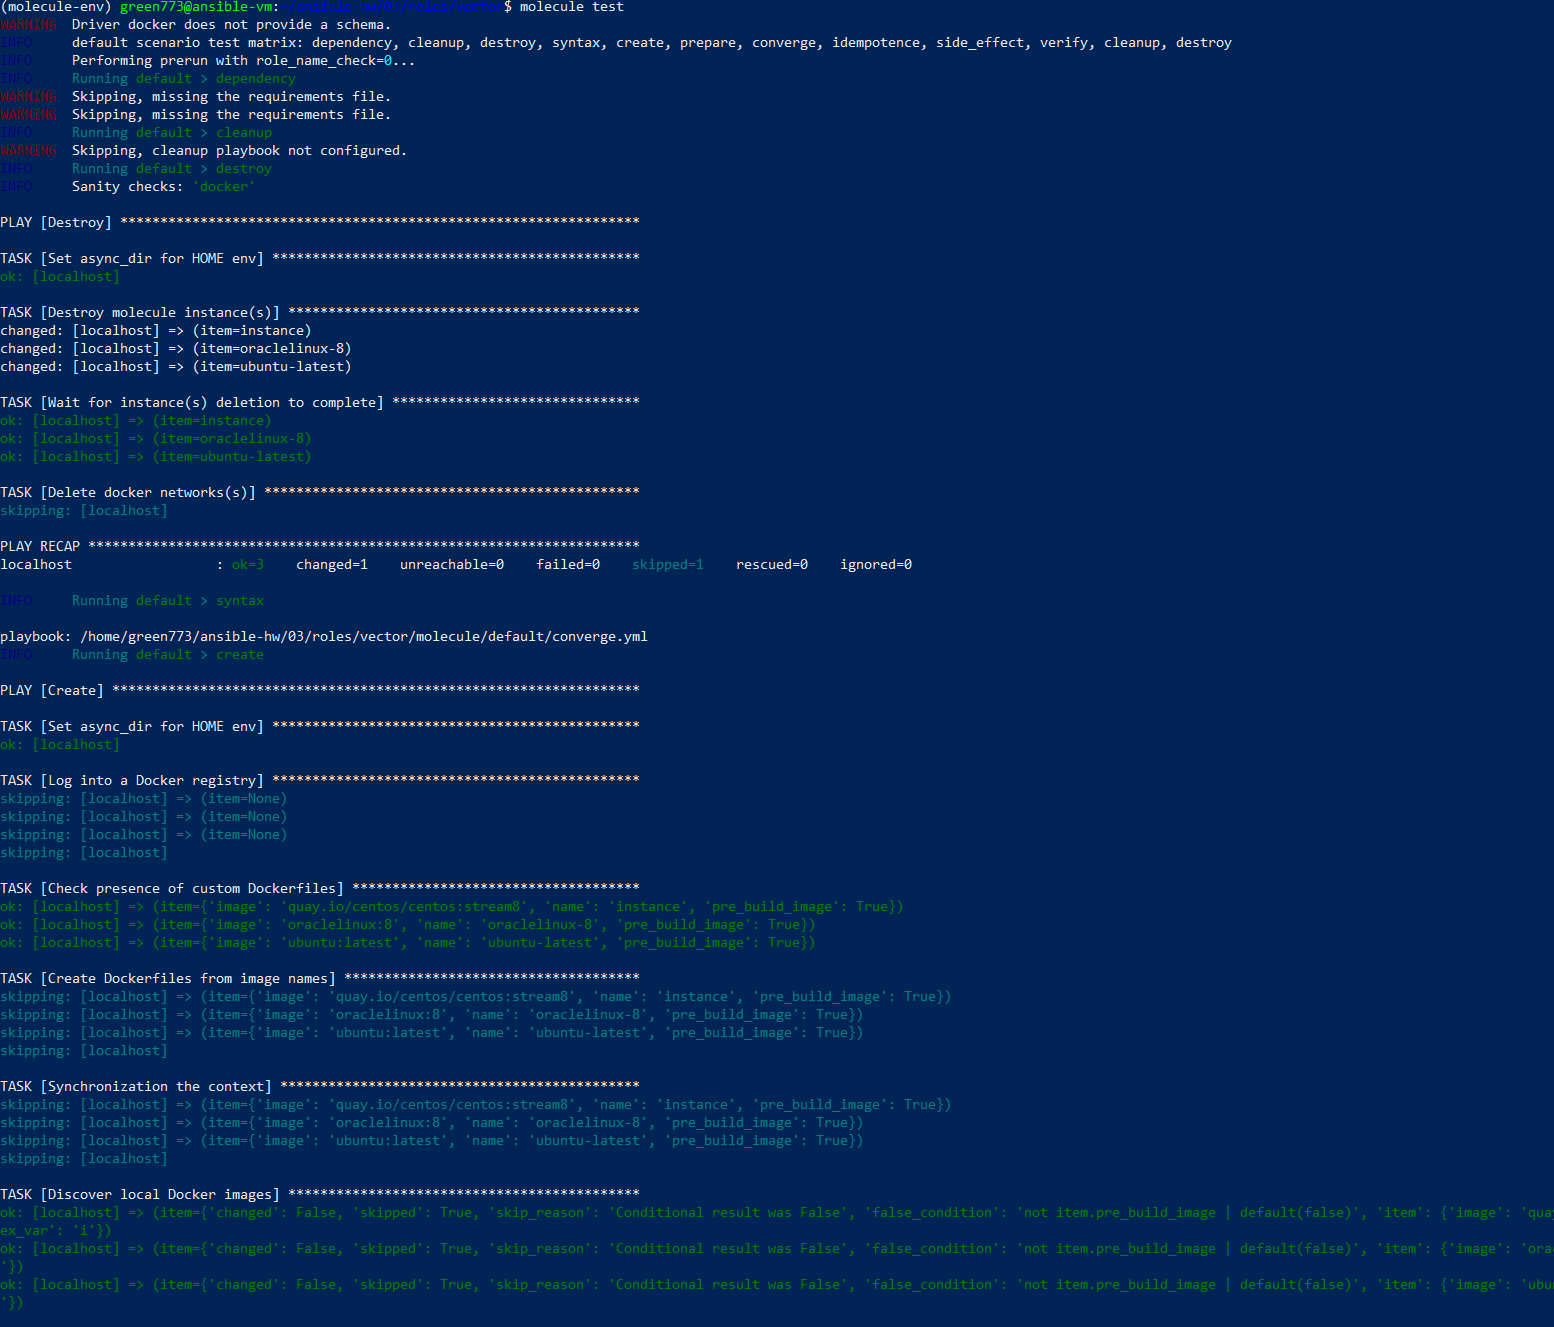 (molecule-env) green773@ansible-vm:~/ansible-hw/03/roles/vector$ molecule test
WARNING  Driver docker does not provide a schema.
INFO     default scenario test matrix: dependency, cleanup, destroy, syntax, create, prepare, converge, idempotence, side_effect, verify, cleanup, destroy
INFO     Performing prerun with role_name_check=0...
INFO     Running default > dependency
WARNING  Skipping, missing the requirements file.
WARNING  Skipping, missing the requirements file.
INFO     Running default > cleanup
WARNING  Skipping, cleanup playbook not configured.
INFO     Running default > destroy
INFO     Sanity checks: 'docker'
PLAY [Destroy] *****************************************************************
TASK [Set async_dir for HOME env] **********************************************
ok: [localhost]
TASK [Destroy molecule instance(s)] ********************************************
changed: [localhost] => (item=instance)
changed: [localhost] => (item=oraclelinux-8)
changed: [localhost] => (item=ubuntu-latest)
TASK [Wait for instance(s) deletion to complete] *******************************
ok: [localhost] => (item=instance)
ok: [localhost] => (item=oraclelinux-8)
ok: [localhost] => (item=ubuntu-latest)
TASK [Delete docker networks(s)] ***********************************************
skipping: [localhost]
PLAY RECAP *********************************************************************
localhost                  : ok=3    changed=1    unreachable=0    failed=0    skipped=1    rescued=0    ignored=0
INFO     Running default > syntax
playbook: /home/green773/ansible-hw/03/roles/vector/molecule/default/converge.yml
INFO     Running default > create
PLAY [Create] ******************************************************************
TASK [Set async_dir for HOME env] **********************************************
ok: [localhost]
TASK [Log into a Docker registry] **********************************************
skipping: [localhost] => (item=None)
skipping: [localhost] => (item=None)
skipping: [localhost] => (item=None)
skipping: [localhost]
TASK [Check presence of custom Dockerfiles] ************************************
ok: [localhost] => (item={'image': 'quay.io/centos/centos:stream8', 'name': 'instance', 'pre_build_image': True})
ok: [localhost] => (item={'image': 'oraclelinux:8', 'name': 'oraclelinux-8', 'pre_build_image': True})
ok: [localhost] => (item={'image': 'ubuntu:latest', 'name': 'ubuntu-latest', 'pre_build_image': True})
TASK [Create Dockerfiles from image names] *************************************
skipping: [localhost] => (item={'image': 'quay.io/centos/centos:stream8', 'name': 'instance', 'pre_build_image': True})
skipping: [localhost] => (item={'image': 'oraclelinux:8', 'name': 'oraclelinux-8', 'pre_build_image': True})
skipping: [localhost] => (item={'image': 'ubuntu:latest', 'name': 'ubuntu-latest', 'pre_build_image': True})
skipping: [localhost]
TASK [Synchronization the context] *********************************************
skipping: [localhost] => (item={'image': 'quay.io/centos/centos:stream8', 'name': 'instance', 'pre_build_image': True})
skipping: [localhost] => (item={'image': 'oraclelinux:8', 'name': 'oraclelinux-8', 'pre_build_image': True})
skipping: [localhost] => (item={'image': 'ubuntu:latest', 'name': 'ubuntu-latest', 'pre_build_image': True})
skipping: [localhost]
TASK [Discover local Docker images] ********************************************
ok: [localhost] => (item={'changed': False, 'skipped': True, 'skip_reason': 'Conditional result was False', 'false_condition': 'not item.pre_build_image | default(false)', 'item': {'image': 'quay
ex_var': 'i'})
ok: [localhost] => (item={'changed': False, 'skipped': True, 'skip_reason': 'Conditional result was False', 'false_condition': 'not item.pre_build_image | default(false)', 'item': {'image': 'ora
'})
ok: [localhost] => (item={'changed': False, 'skipped': True, 'skip_reason': 'Conditional result was False', 'false_condition': 'not item.pre_build_image | default(false)', 'item': {'image': 'ubu
'})